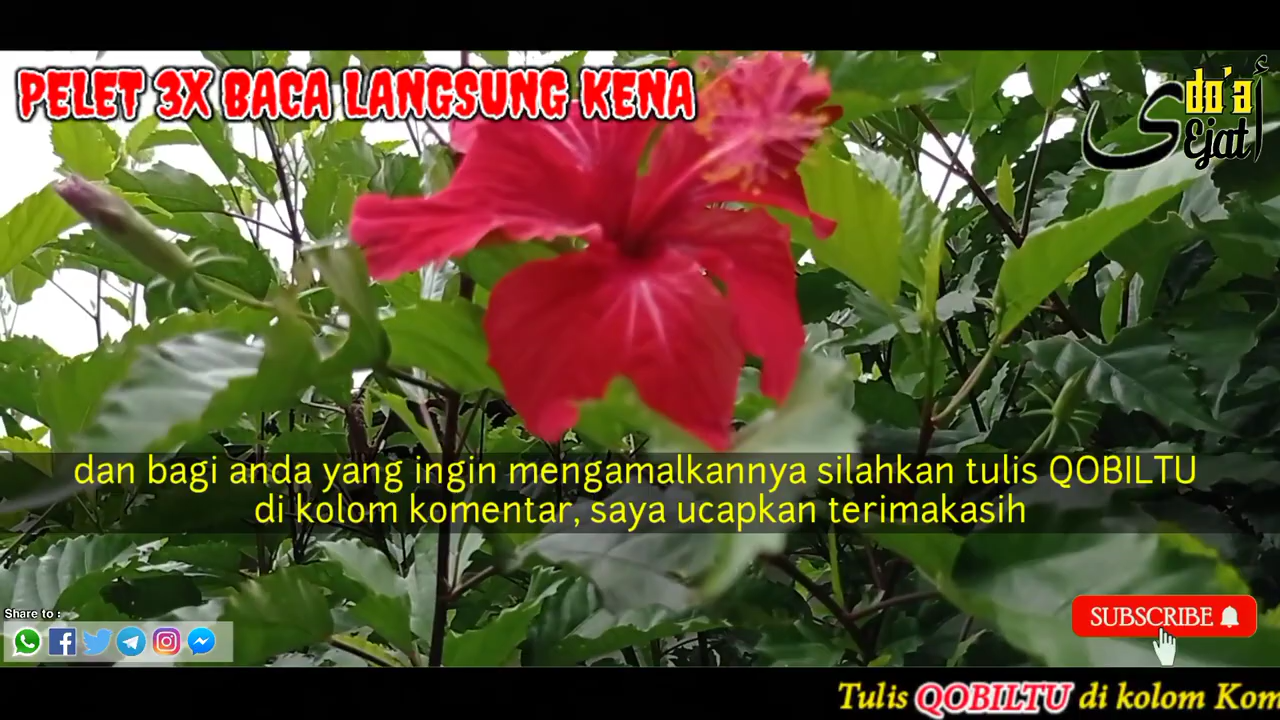 PELET 3X BACA LANGSUNG KENA
أ
do'a
ى
Ejati
dan bagi anda yang ingin mengamalkannya silahkan tulis QOBILTU
di kolom komentar, saya ucapkan terimakasih
Share to :
SUBSCRIBE
Tulis QOBILTU di kolom Kom